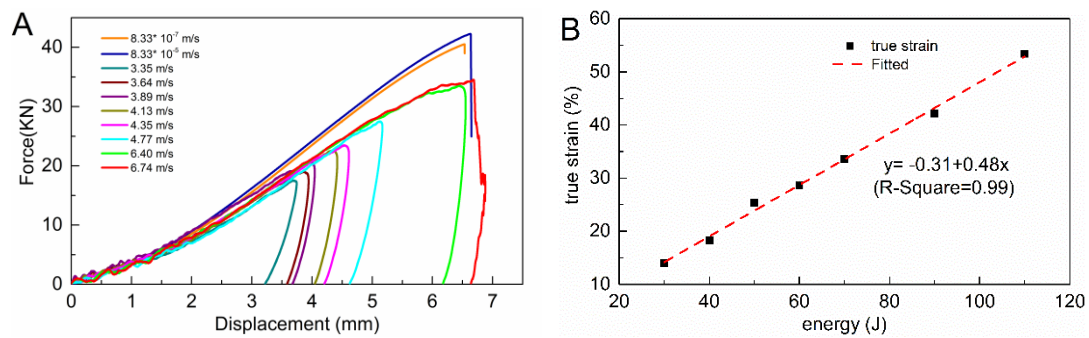 A
8.33* 10-7 m/s
8.33* 10-5 m/s
3.35 m/s
3.64 m/s
3.89 m/s
4.13 m/s
4.35 m/s
4.77 m/s
6.40 m/s
6.74 m/s
Force(KN)
40
30
20
10
0
0 1 2 3 4 5 6 7
Displacement (mm)
B
true strain
Fitted
y= -0.31+0.48x
(R-Square=0.99)
true strain (%)
60
50
40
30
20
10
20 40 60 80 100 120
energy (J)